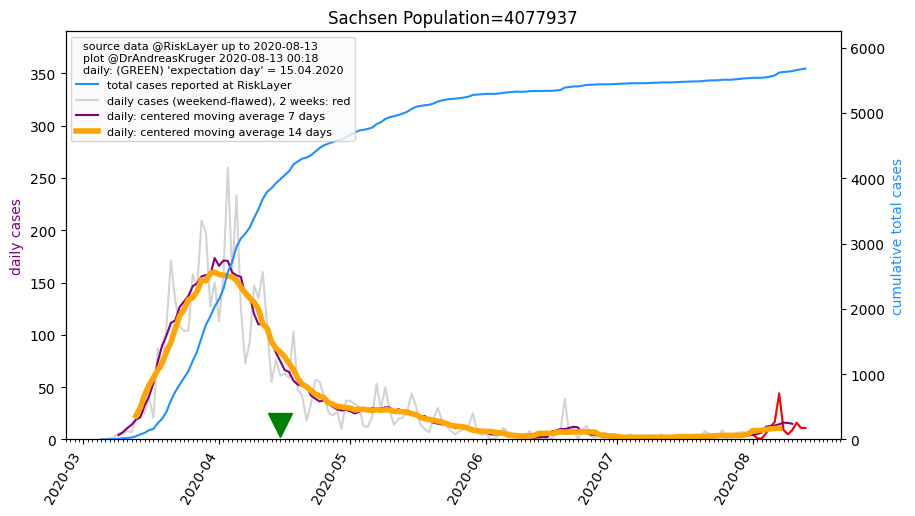 Sachsen Population=4077937
source data @RiskLayer up to 2020-08-13
plot @DrAndreasKruger 2020-08-13 00:18
daily: (GREEN) 'expectation day' = 15.04.2020
total cases reported at RiskLayer
daily cases (weekend-flawed), 2 weeks: red
daily: centered moving average 7 days
daily: centered moving average 14 days
daily cases
350
300
250
200
150
100
50
0
6000
5000
4000
3000
2000
1000
0
cumulative total cases
2020-03
2020-04
2020-05
2020-06
2020-07
2020-08